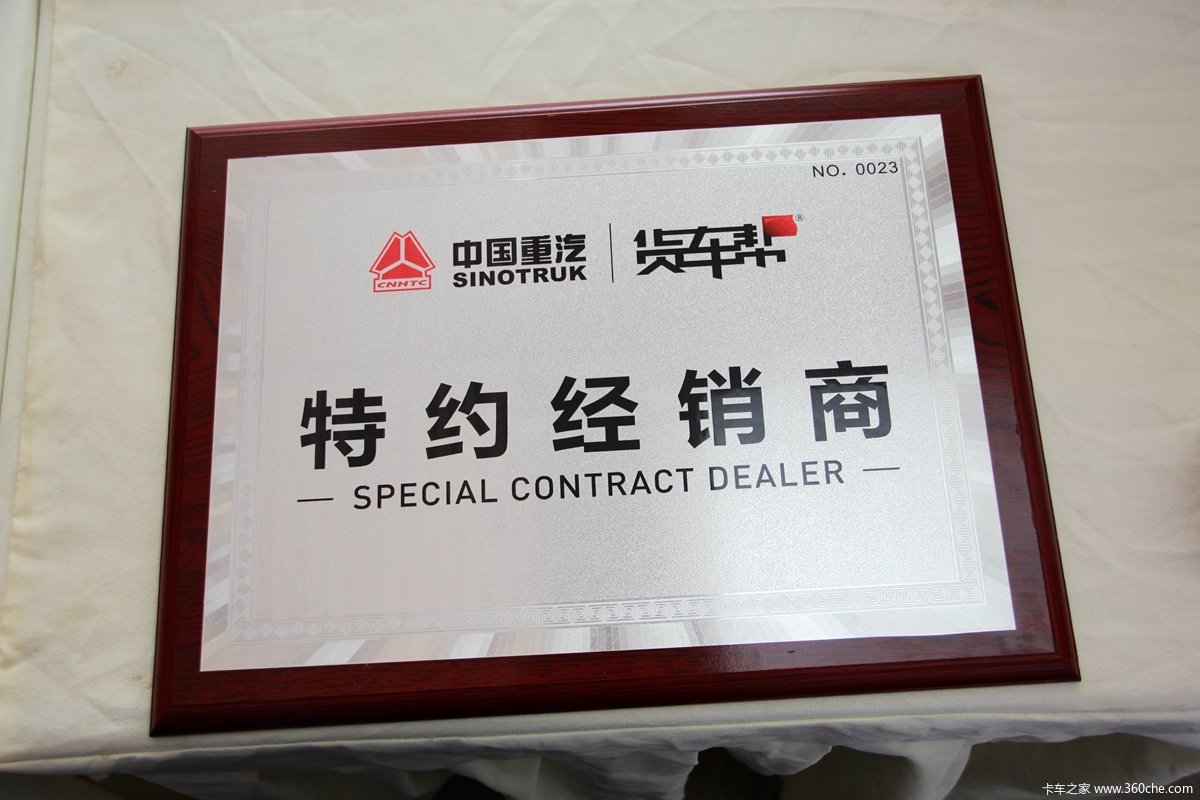 NO. 0023
中国重汽
SINOTRUK
CNHTC
货车帮®
特约经销商
— SPECIAL CONTRACT DEALER —
卡车之家 www.360che.com